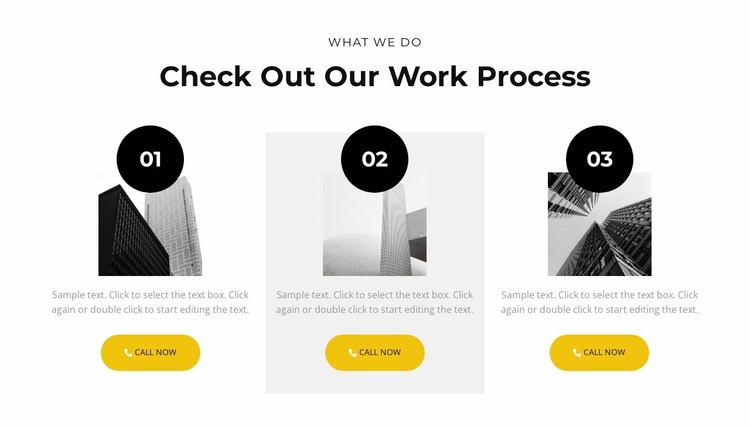 WHAT WE DO
Check Out Our Work Process
01
Sample text. Click to select the text box. Click
again or double click to start editing the text.
CALL NOW
02
Sample text. Click to select the text box. Click
again or double click to start editing the text.
CALL NOW
03
Sample text. Click to select the text box. Click
again or double click to start editing the text.
CALL NOW